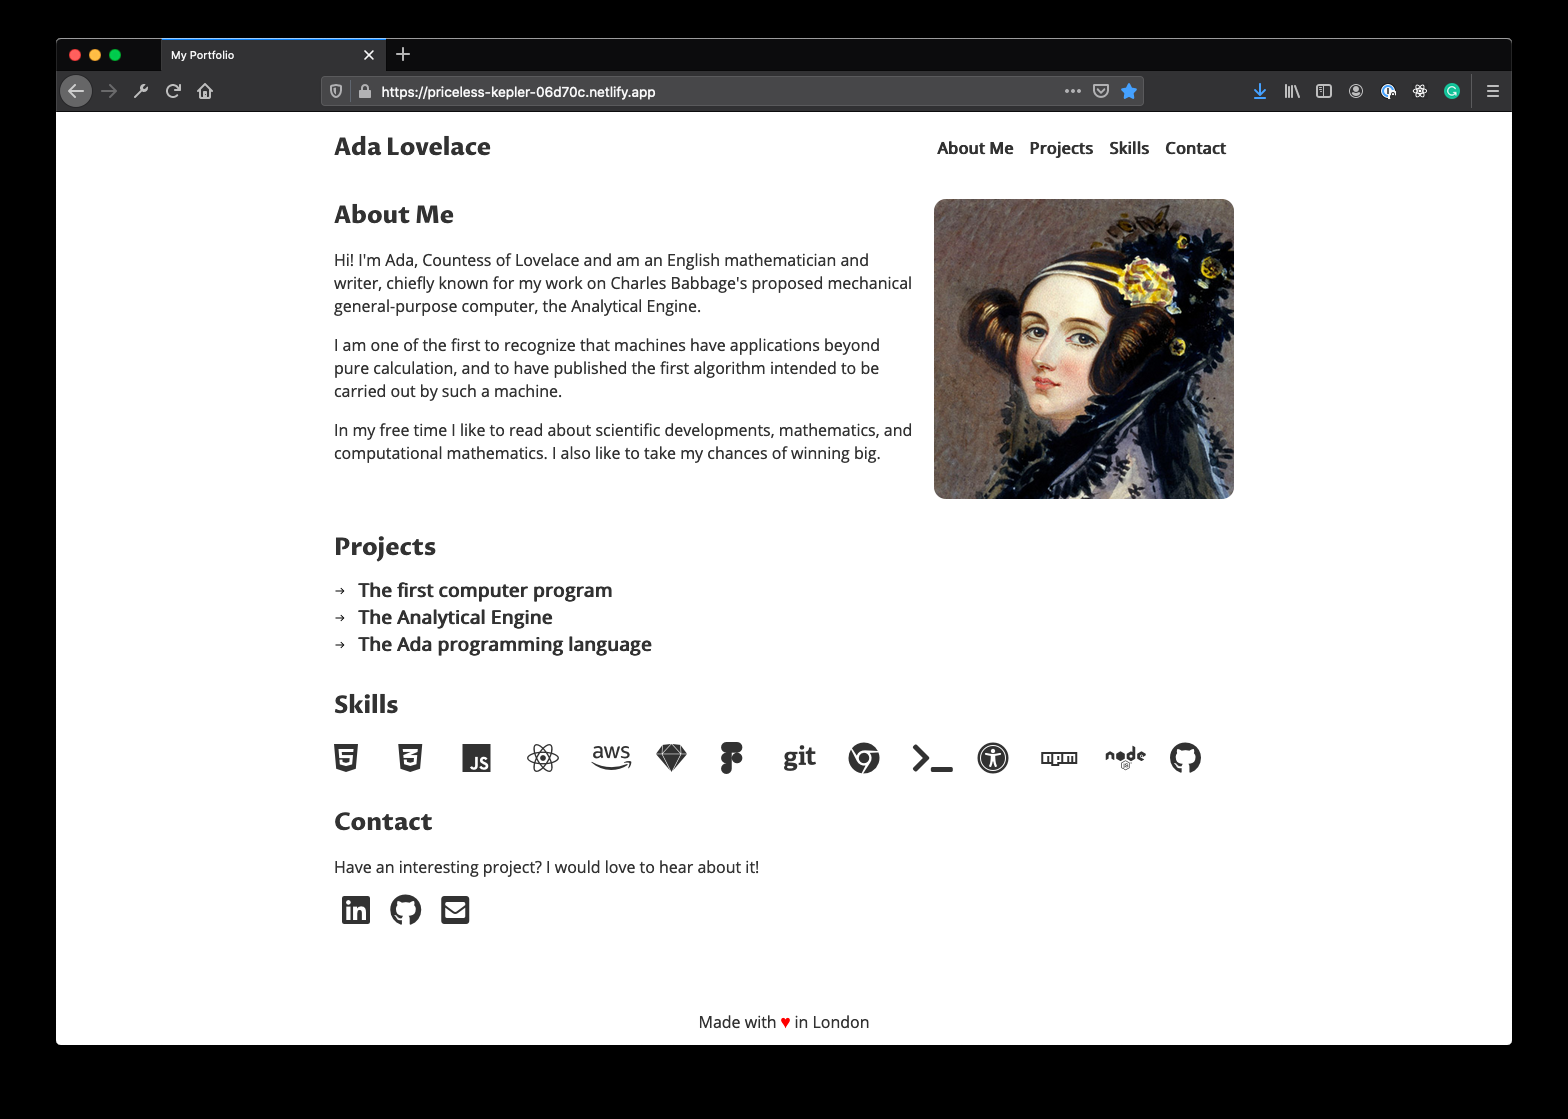 My Portfolio
https://priceless-kepler-06d70c.netlify.app
Ada Lovelace
About Me Projects Skills Contact
About Me
Hi! I'm Ada, Countess of Lovelace and am an English mathematician and
writer, chiefly known for my work on Charles Babbage's proposed mechanical
general-purpose computer, the Analytical Engine.
I am one of the first to recognize that machines have applications beyond
pure calculation, and to have published the first algorithm intended to be
carried out by such a machine.
In my free time I like to read about scientific developments, mathematics, and
computational mathematics. I also like to take my chances of winning big.
Projects
→ The first computer program
→ The Analytical Engine
→ The Ada programming language
Skills
5 3 JS aws git npm node JS
Contact
Have an interesting project? I would love to hear about it!
in
Made with ♥ in London